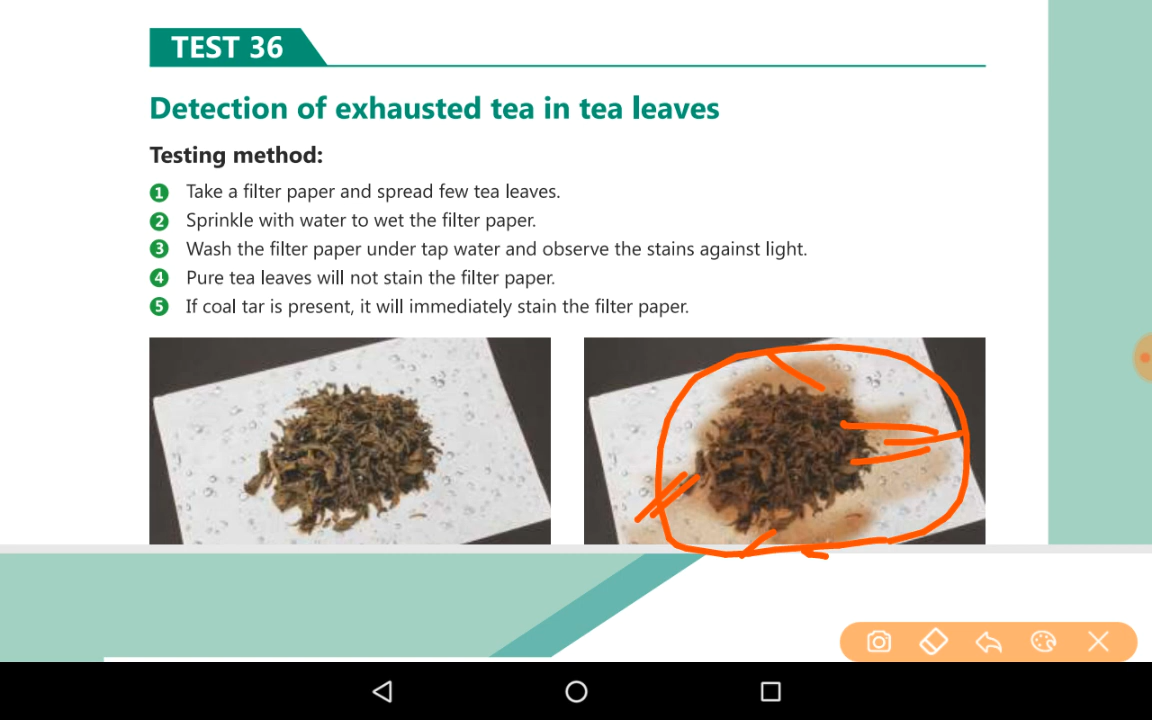 TEST 36
Detection of exhausted tea in tea leaves
Testing method:
1 Take a filter paper and spread few tea leaves.
2 Sprinkle with water to wet the filter paper.
3 Wash the filter paper under tap water and observe the stains against light.
4 Pure tea leaves will not stain the filter paper.
5 If coal tar is present, it will immediately stain the filter paper.